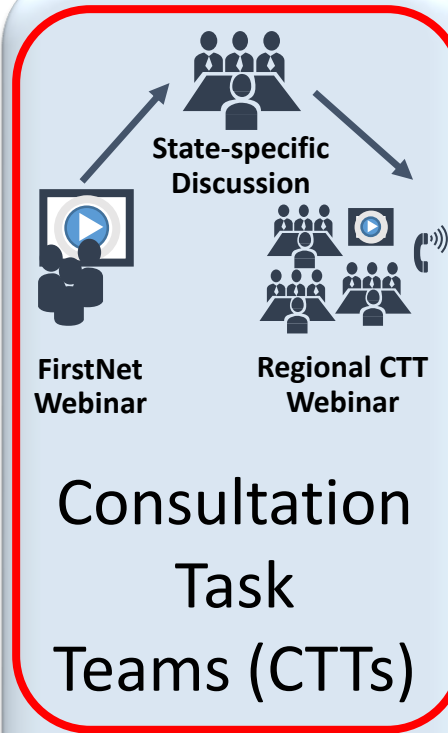 State-specific
Discussion
FirstNet
Webinar
Regional CTT
Webinar
Consultation
Task
Teams (CTTs)